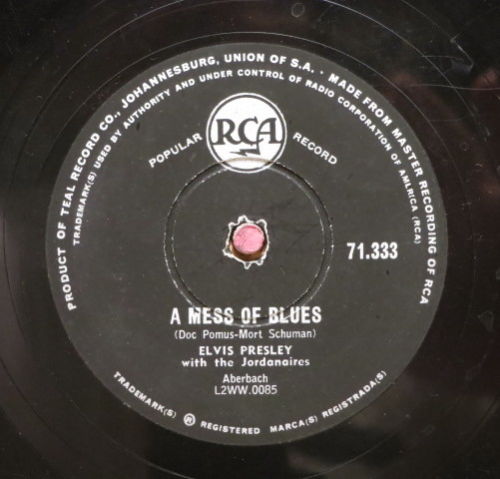 PRODUCT OF TEAL RECORD CO., JOHANNESBURG, UNION OF S.A. · MADE FROM MASTER RECORDING OF RCA
TRADEMARK(S) USED BY AUTHORITY AND UNDER CONTROL OF RADIO CORPORATION OF AMERICA (RCA)
RCA
POPULAR RECORD
71.333
A MESS OF BLUES
(Doc Pomus-Mort Schuman)
ELVIS PRESLEY
with the Jordanaires
Aberbach
L2WW.0085
TRADEMARK(S) ® REGISTERED MARCA(S) REGISTRADA(S)